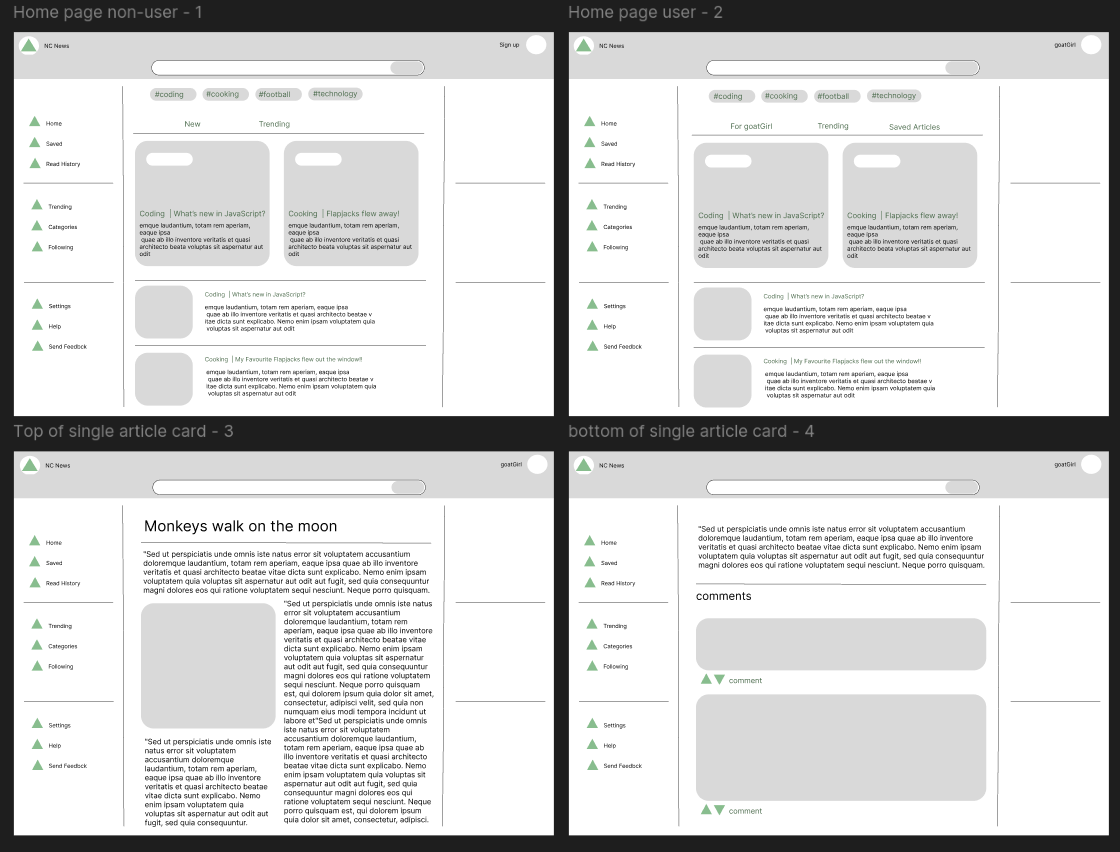 Home page non-user - 1
NC News
Sign up
#coding
#cooking
#football
#technology
New
Trending
Home
Saved
Read History
Trending
Categories
Following
Settings
Help
Send Feedbck
Coding | What's new in JavaScript?
emque laudantium, totam rem aperiam,
eaque ipsa
quae ab illo inventore veritatis et quasi
architecto beata voluptas sit aspernatur aut
odit
Cooking | Flapjacks flew away!
emque laudantium, totam rem aperiam,
eaque ipsa
quae ab illo inventore veritatis et quasi
architecto beata voluptas sit aspernatur aut
odit
Coding | What's new in JavaScript?
emque laudantium, totam rem aperiam, eaque ipsa
quae ab illo inventore veritatis et quasi architecto beatae v
itae dicta sunt explicabo. Nemo enim ipsam voluptatem quia
voluptas sit aspernatur aut odit
Cooking | My Favourite Flapjacks flew out the window!!
emque laudantium, totam rem aperiam, eaque ipsa
quae ab illo inventore veritatis et quasi architecto beatae v
itae dicta sunt explicabo. Nemo enim ipsam voluptatem quia
voluptas sit aspernatur aut odit
Home page user - 2
NC News
goatGirl
#coding
#cooking
#football
#technology
For goatGirl
Trending
Saved Articles
Home
Saved
Read History
Trending
Categories
Following
Settings
Help
Send Feedbck
Coding | What's new in JavaScript?
emque laudantium, totam rem aperiam,
eaque ipsa
quae ab illo inventore veritatis et quasi
architecto beata voluptas sit aspernatur aut
odit
Cooking | Flapjacks flew away!
emque laudantium, totam rem aperiam,
eaque ipsa
quae ab illo inventore veritatis et quasi
architecto beata voluptas sit aspernatur aut
odit
Coding | What's new in JavaScript?
emque laudantium, totam rem aperiam, eaque ipsa
quae ab illo inventore veritatis et quasi architecto beatae v
itae dicta sunt explicabo. Nemo enim ipsam voluptatem quia
voluptas sit aspernatur aut odit
Cooking | My Favourite Flapjacks flew out the window!!
emque laudantium, totam rem aperiam, eaque ipsa
quae ab illo inventore veritatis et quasi architecto beatae v
itae dicta sunt explicabo. Nemo enim ipsam voluptatem quia
voluptas sit aspernatur aut odit
Top of single article card - 3
NC News
goatGirl
Home
Saved
Read History
Trending
Categories
Following
Settings
Help
Send Feedbck
Monkeys walk on the moon
"Sed ut perspiciatis unde omnis iste natus error sit voluptatem accusantium
doloremque laudantium, totam rem aperiam, eaque ipsa quae ab illo inventore
veritatis et quasi architecto beatae vitae dicta sunt explicabo. Nemo enim ipsam
voluptatem quia voluptas sit aspernatur aut odit aut fugit, sed quia consequuntur
magni dolores eos qui ratione voluptatem sequi nesciunt. Neque porro quisquam.
"Sed ut perspiciatis unde omnis iste
natus error sit voluptatem
accusantium doloremque
laudantium, totam rem aperiam,
eaque ipsa quae ab illo inventore
veritatis et quasi architecto beatae
vitae dicta sunt explicabo. Nemo
enim ipsam voluptatem quia
voluptas sit aspernatur aut odit aut
fugit, sed quia consequuntur.
"Sed ut perspiciatis unde omnis iste natus
error sit voluptatem accusantium
doloremque laudantium, totam rem
aperiam, eaque ipsa quae ab illo inventore
veritatis et quasi architecto beatae vitae
dicta sunt explicabo. Nemo enim ipsam
voluptatem quia voluptas sit aspernatur
aut odit aut fugit, sed quia consequuntur
magni dolores eos qui ratione voluptatem
sequi nesciunt. Neque porro quisquam
est, qui dolorem ipsum quia dolor sit amet,
consectetur, adipisci velit, sed quia non
numquam eius modi tempora incidunt ut
labore et"Sed ut perspiciatis unde omnis
iste natus error sit voluptatem
accusantium doloremque laudantium,
totam rem aperiam, eaque ipsa quae ab
illo inventore veritatis et quasi architecto
beatae vitae dicta sunt explicabo. Nemo
enim ipsam voluptatem quia voluptas sit
aspernatur aut odit aut fugit, sed quia
consequuntur magni dolores eos qui
ratione voluptatem sequi nesciunt. Neque
porro quisquam est, qui dolorem ipsum
quia dolor sit amet, consectetur, adipisci.
bottom of single article card - 4
NC News
goatGirl
Home
Saved
Read History
Trending
Categories
Following
Settings
Help
Send Feedbck
"Sed ut perspiciatis unde omnis iste natus error sit voluptatem accusantium
doloremque laudantium, totam rem aperiam, eaque ipsa quae ab illo inventore
veritatis et quasi architecto beatae vitae dicta sunt explicabo. Nemo enim ipsam
voluptatem quia voluptas sit aspernatur aut odit aut fugit, sed quia consequuntur
magni dolores eos qui ratione voluptatem sequi nesciunt. Neque porro quisquam.
comments
comment
comment